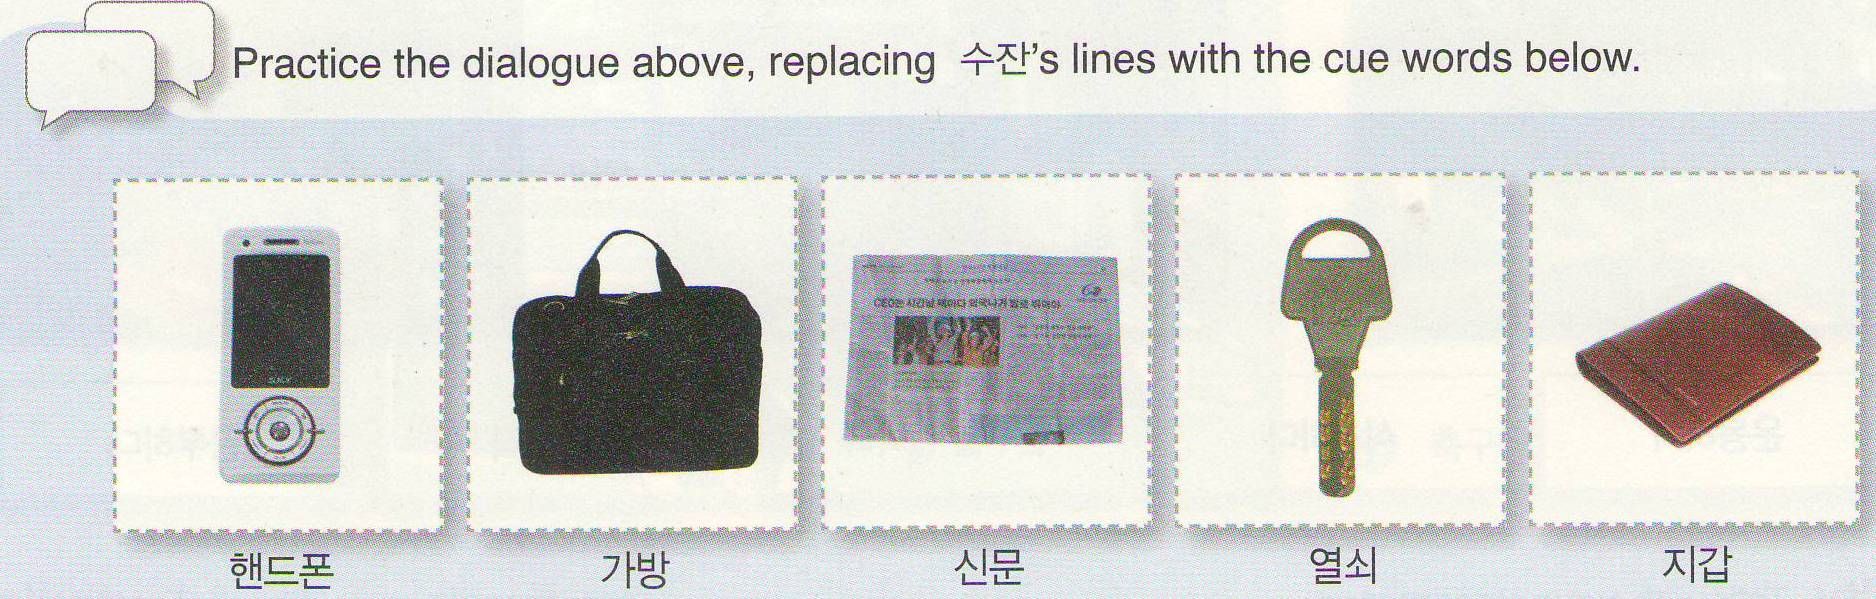 Practice the dialogue above, replacing 수잔's lines with the cue words below.
핸드폰
가방
신문
열쇠
지갑